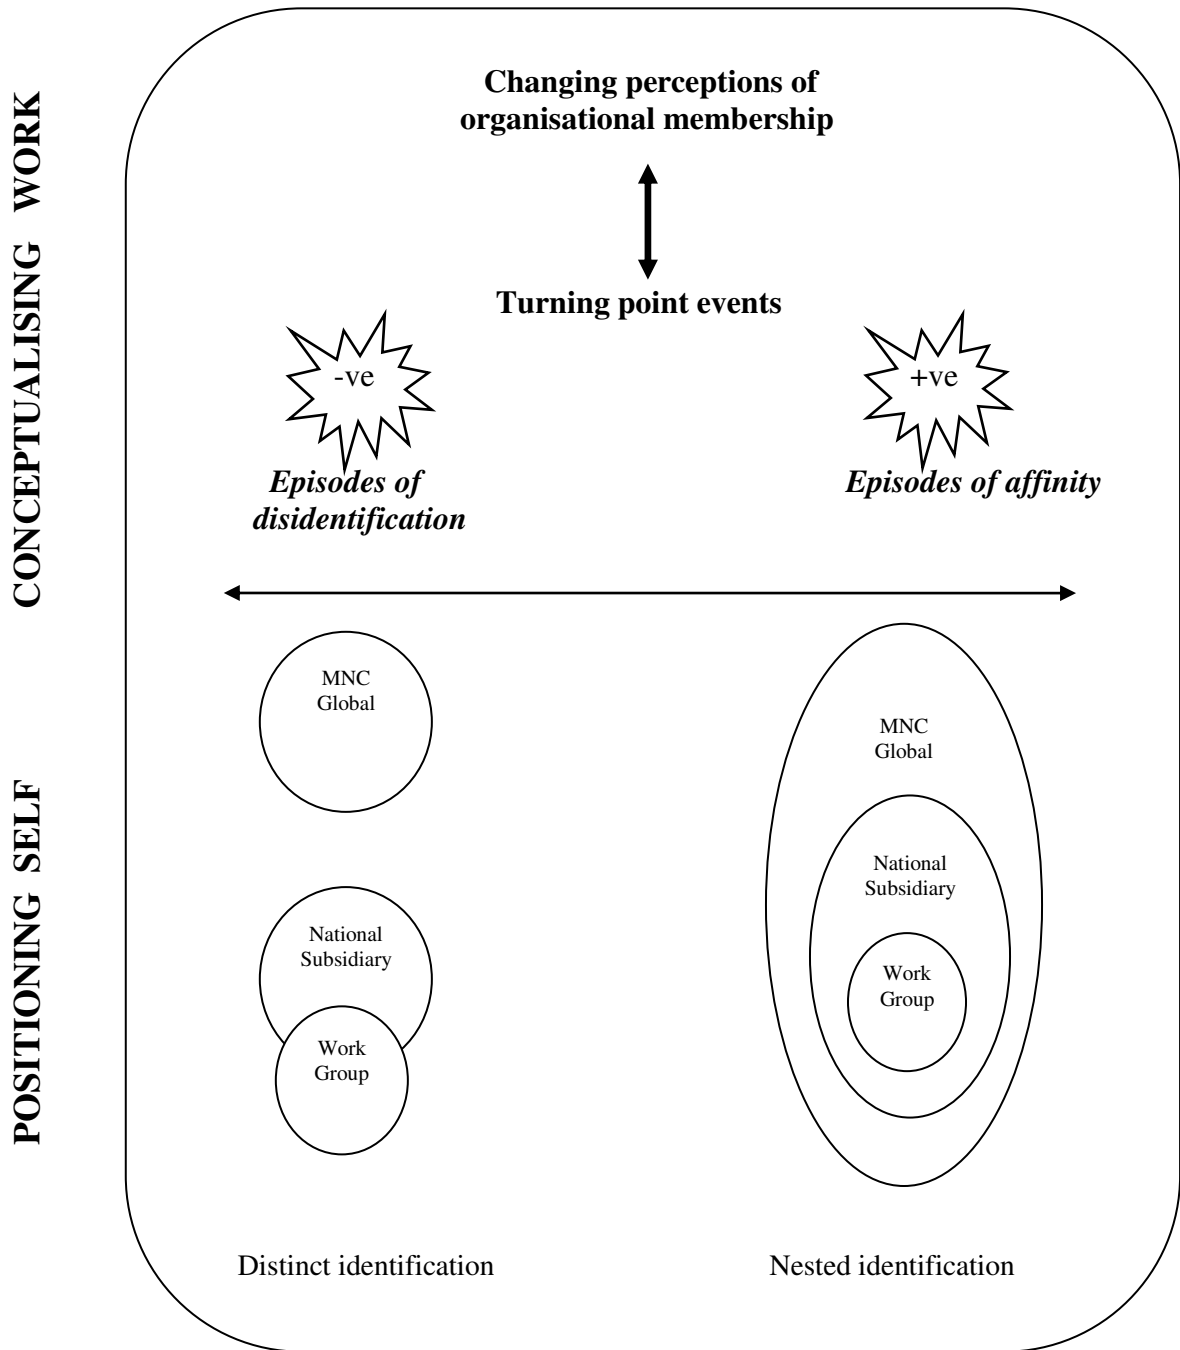 CONCEPTUALISING WORK
POSITIONING SELF
Changing perceptions of
organisational membership
Turning point events
-ve
Episodes of
disidentification
+ve
Episodes of affinity
MNC
Global
National
Subsidiary
Work
Group
Distinct identification
MNC
Global
National
Subsidiary
Work
Group
Nested identification